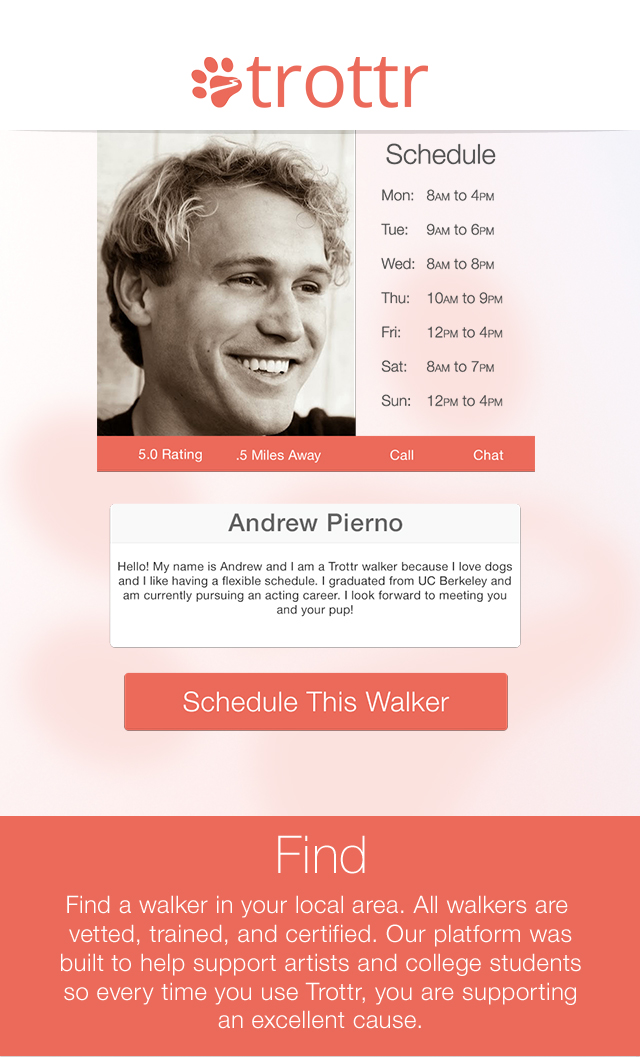 trottr
Schedule
Mon: 8AM to 4PM
Tue: 9AM to 6PM
Wed: 8AM to 8PM
Thu: 10AM to 9PM
Fri: 12PM to 4PM
Sat: 8AM to 7PM
Sun: 12PM to 4PM
5.0 Rating .5 Miles Away Call Chat
Andrew Pierno
Hello! My name is Andrew and I am a Trottr walker because I love dogs
and I like having a flexible schedule. I graduated from UC Berkeley and
am currently pursuing an acting career. I look forward to meeting you
and your pup!
Schedule This Walker
Find
Find a walker in your local area. All walkers are
vetted, trained, and certified. Our platform was
built to help support artists and college students
so every time you use Trottr, you are supporting
an excellent cause.